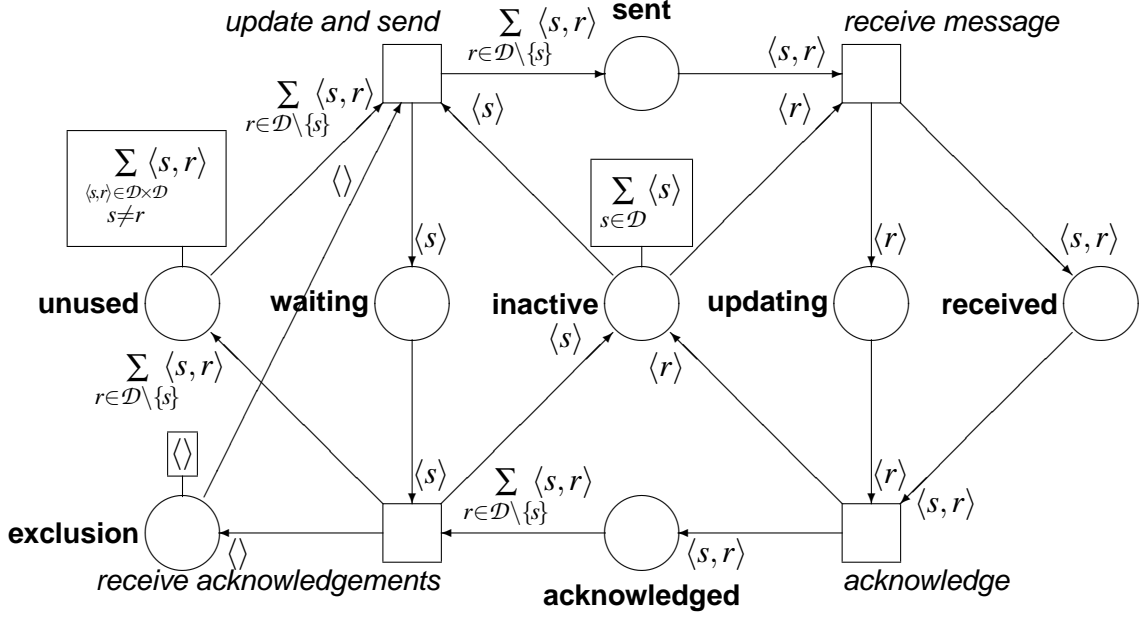 update and send
sent
receive message
∑ ⟨s, r⟩
r∈𝒟\{s}
⟨s, r⟩
∑ ⟨s, r⟩
r∈𝒟\{s}
⟨s⟩
⟨r⟩
∑ ⟨s, r⟩
⟨s,r⟩∈𝒟×𝒟
s≠r
⟨⟩
∑ ⟨s⟩
s∈𝒟
⟨s⟩
⟨r⟩
⟨s, r⟩
unused
waiting
inactive
updating
received
∑ ⟨s, r⟩
r∈𝒟\{s}
⟨s⟩
⟨r⟩
⟨⟩
⟨s⟩
∑ ⟨s, r⟩
r∈𝒟\{s}
⟨r⟩
⟨s, r⟩
exclusion
⟨⟩
⟨s, r⟩
receive acknowledgements
acknowledged
acknowledge